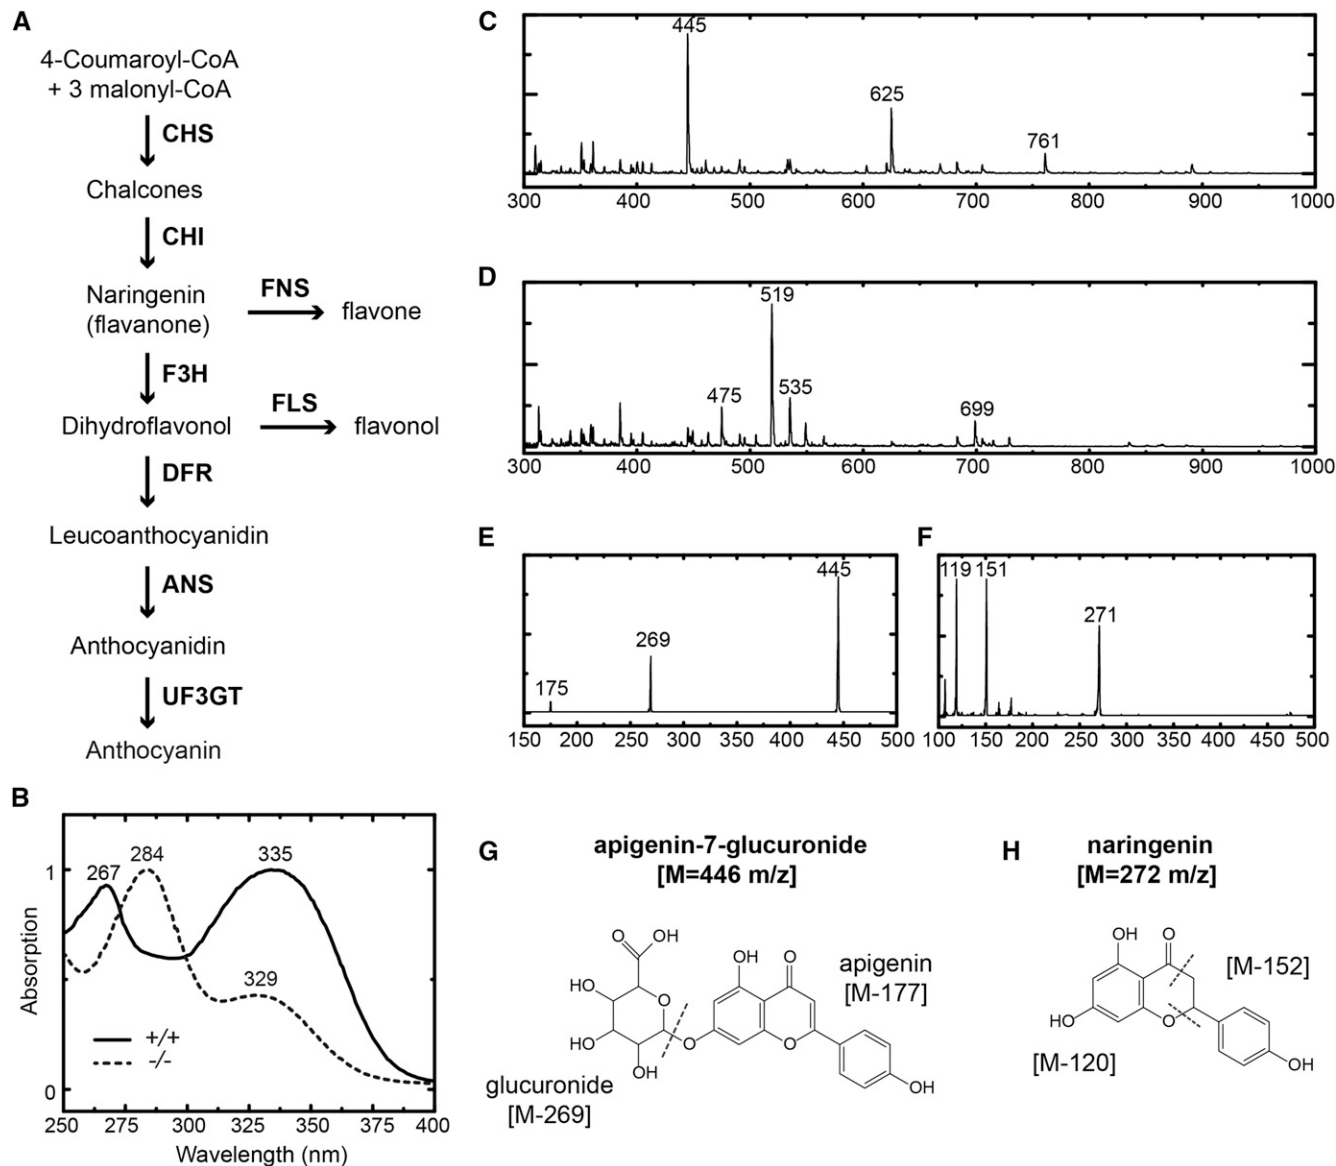 A
4-Coumaroyl-CoA
+ 3 malonyl-CoA
CHS
Chalcones
CHI
Naringenin
(flavanone)
FNS
flavone
F3H
Dihydroflavonol
FLS
flavonol
DFR
Leucoanthocyanidin
ANS
Anthocyanidin
UF3GT
Anthocyanin
B
267
284
335
329
1
0
Absorption
+/+
-/-
250 275 300 325 350 375 400
Wavelength (nm)
C
445
625
761
300 400 500 600 700 800 900 1000
D
519
475
535
699
300 400 500 600 700 800 900 1000
E
445
269
175
150 200 250 300 350 400 450 500
F
119 151
271
100 150 200 250 300 350 400 450 500
G
apigenin-7-glucuronide
[M=446 m/z]
O
OH
HO
O
OH
O
apigenin
[M-177]
HO
OH
O
O
OH
glucuronide
[M-269]
H
naringenin
[M=272 m/z]
OH
O
[M-152]
HO
O
OH
[M-120]